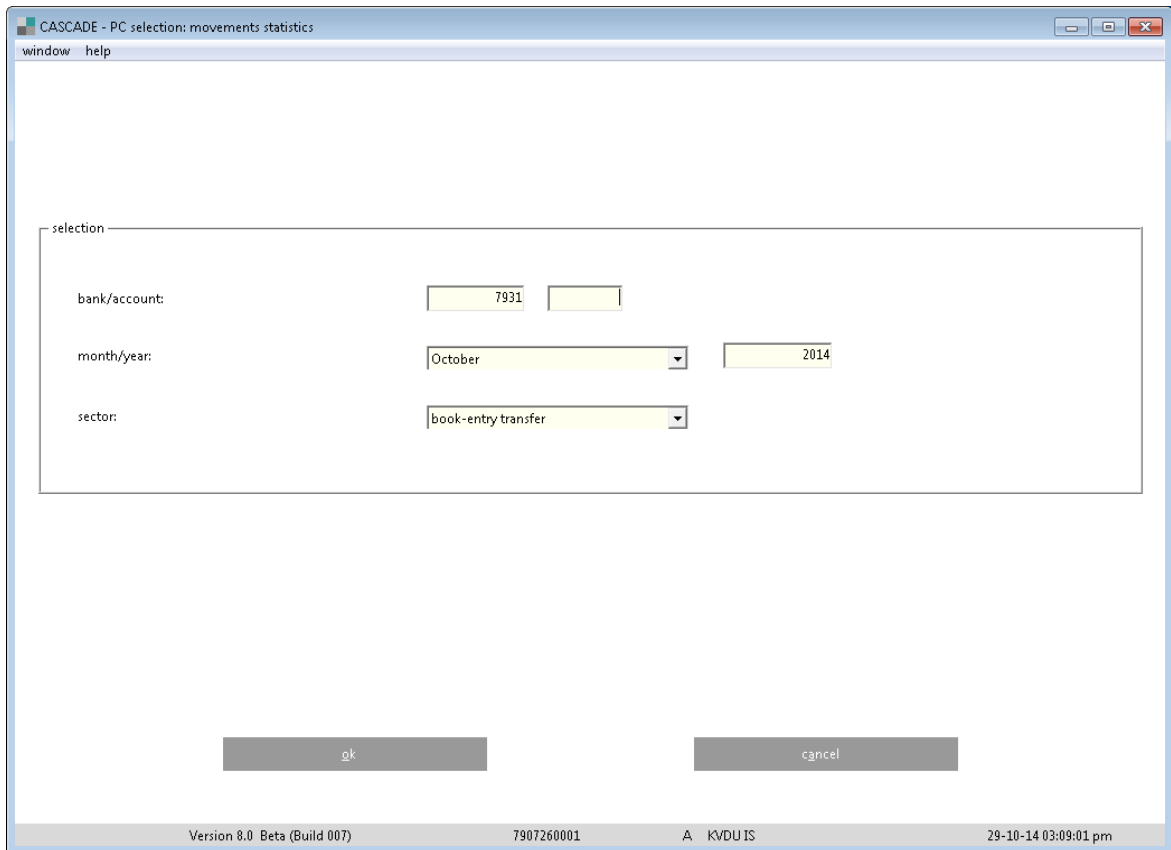 CASCADE - PC selection: movements statistics
window help
selection
bank/account: 7931
month/year: October 2014
sector: book-entry transfer
ok cancel
Version 8.0 Beta (Build 007) 7907260001 A KVDU IS 29-10-14 03:09:01 pm